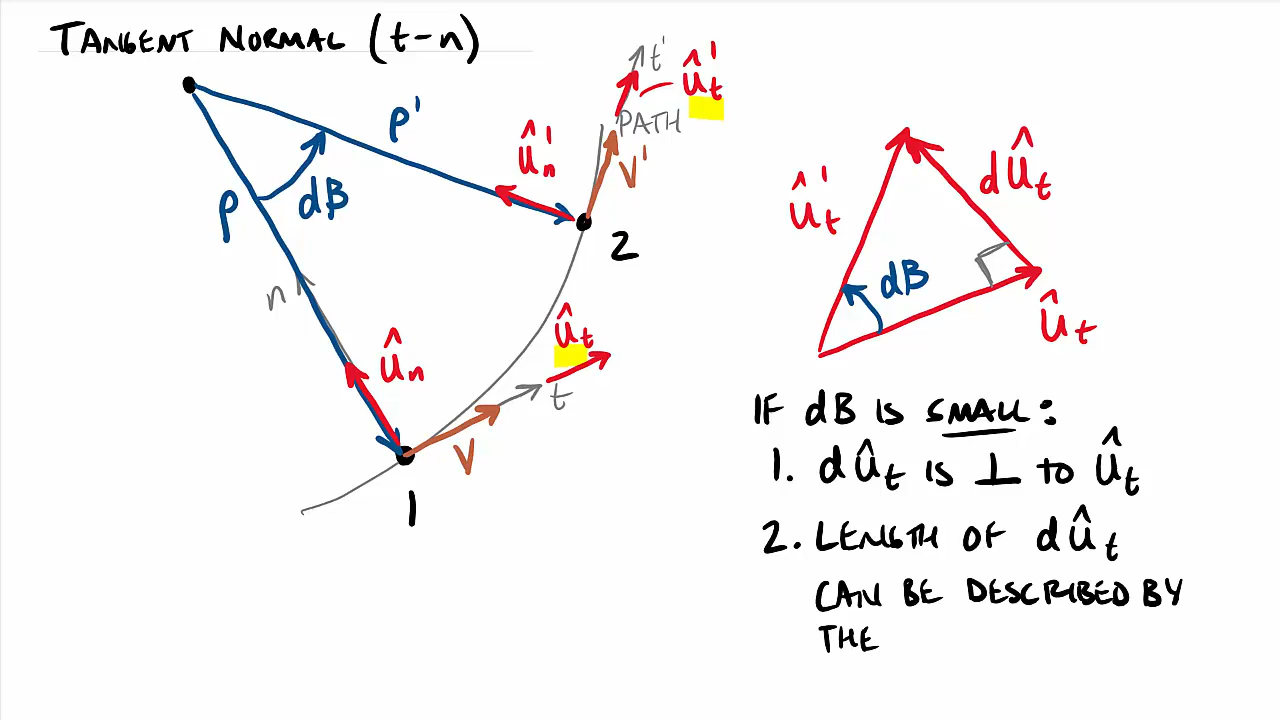 TANGENT NORMAL (t-n)
t'
û't
PATH
ρ'
û'n
v'
ρ
dβ
2
n
ûn
ût
t
v
1
û't
dût
dβ
ût
IF dβ IS SMALL:
1. dût IS ⊥ TO ût
2. LENGTH OF dût
CAN BE DESCRIBED BY
THE